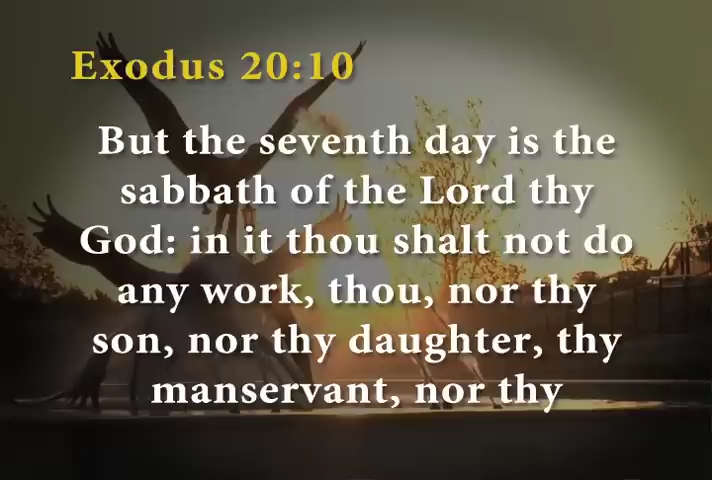 Exodus 20:10
But the seventh day is the
sabbath of the Lord thy
God: in it thou shalt not do
any work, thou, nor thy
son, nor thy daughter, thy
manservant, nor thy